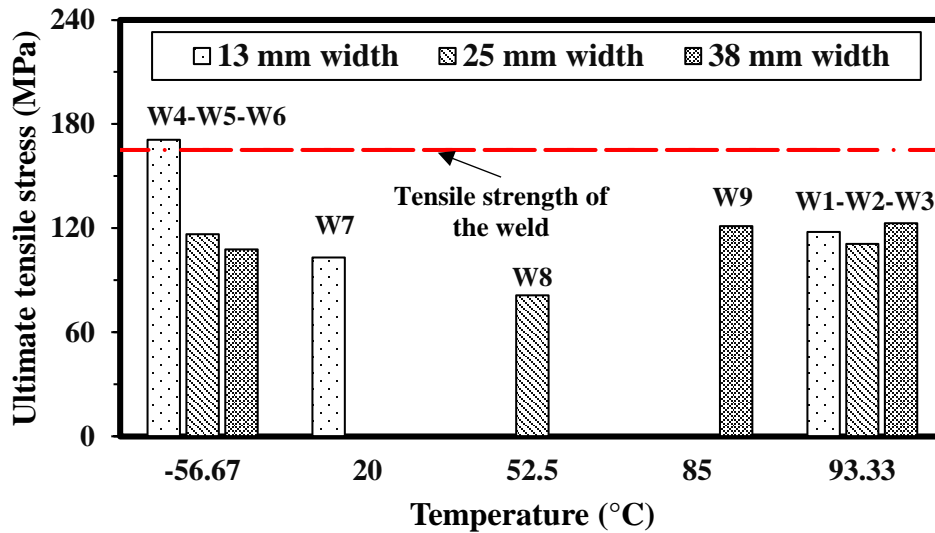 240
180
120
60
0
Ultimate tensile stress (MPa)
13 mm width 25 mm width 38 mm width
W4-W5-W6
Tensile strength of
the weld
W7
W8
W9
W1-W2-W3
-56.67 20 52.5 85 93.33
Temperature (°C)